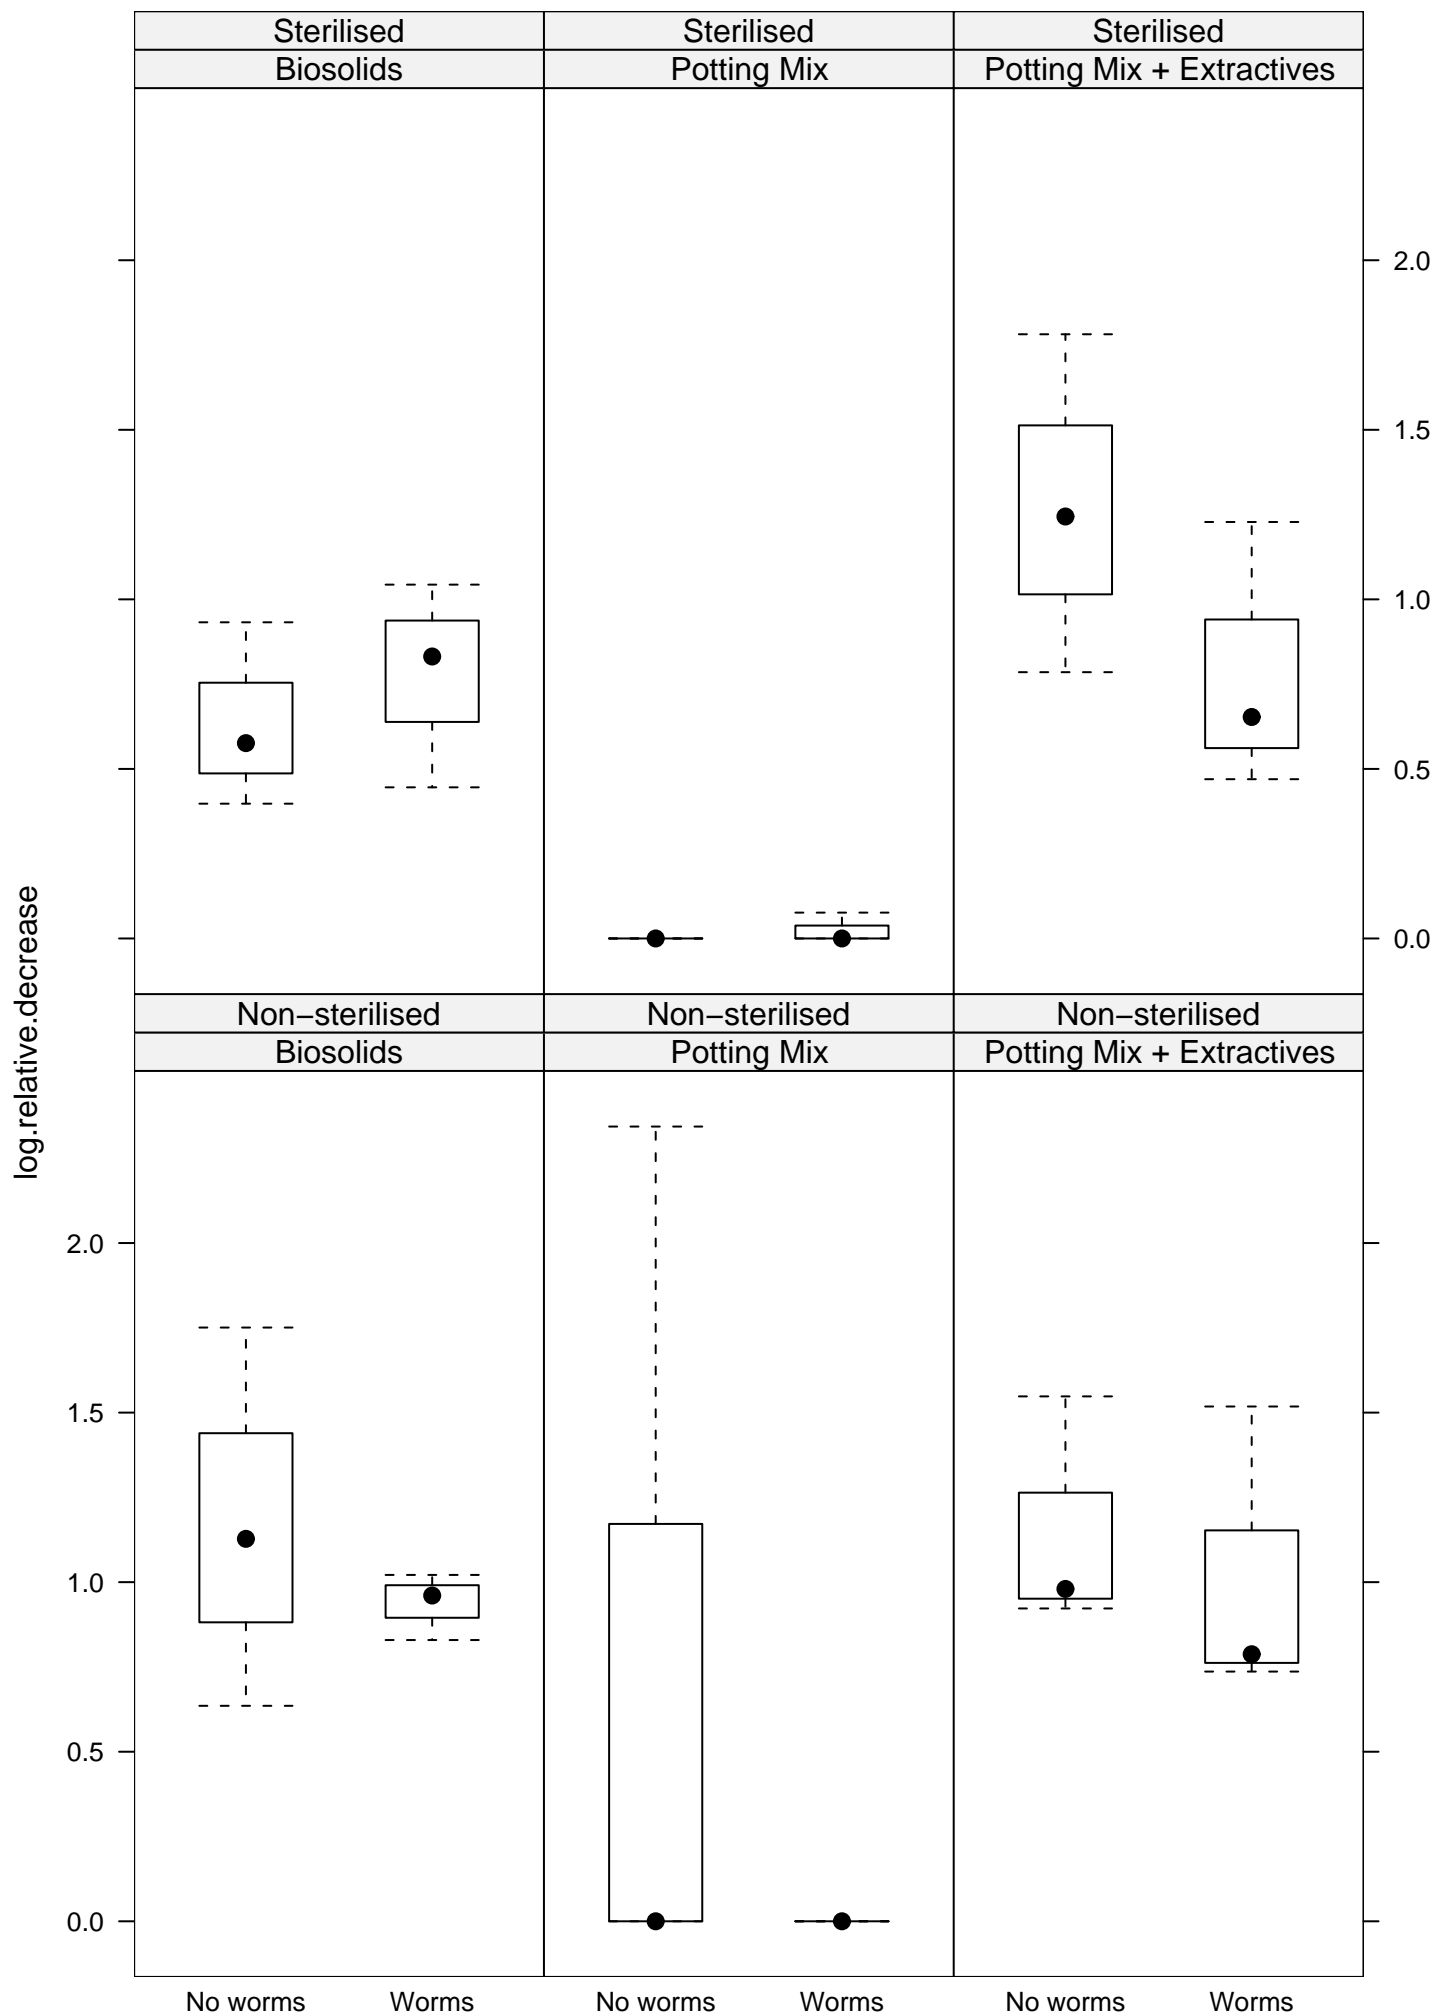 Sterilised Sterilised Sterilised
Biosolids Potting Mix Potting Mix + Extractives
2.0
1.5
1.0
0.5
0.0
log.relative.decrease
Non−sterilised Non−sterilised Non−sterilised
Biosolids Potting Mix Potting Mix + Extractives
2.0
1.5
1.0
0.5
0.0
No worms Worms No worms Worms No worms Worms